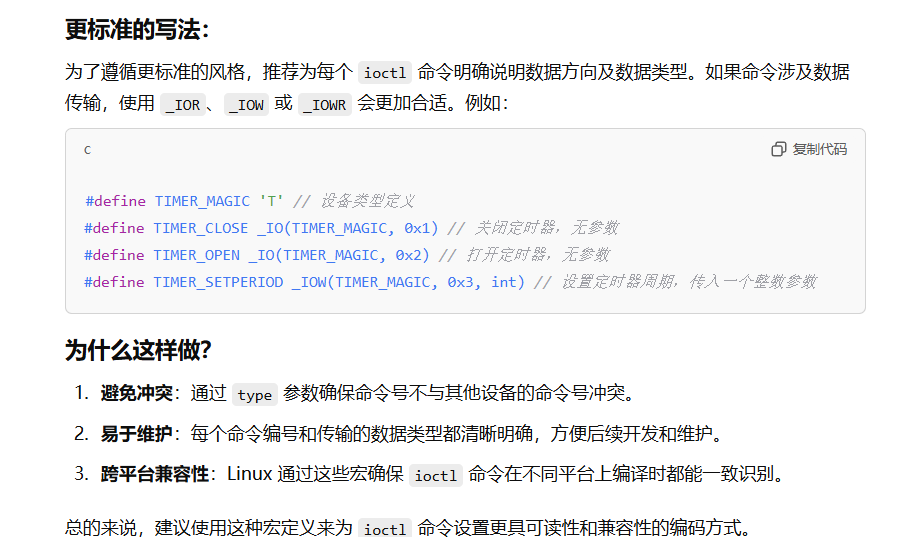 更标准的写法：
为了遵循更标准的风格，推荐为每个 ioctl 命令明确说明数据方向及数据类型。如果命令涉及数据
传输，使用 _IOR、_IOW 或 _IOWR 会更加合适。例如：
c 复制代码
#define TIMER_MAGIC 'T' // 设备类型定义
#define TIMER_CLOSE _IO(TIMER_MAGIC, 0x1) // 关闭定时器，无参数
#define TIMER_OPEN _IO(TIMER_MAGIC, 0x2) // 打开定时器，无参数
#define TIMER_SETPERIOD _IOW(TIMER_MAGIC, 0x3, int) // 设置定时器周期，传入一个整数参数
为什么这样做？
1. 避免冲突：通过 type 参数确保命令号不与其他设备的命令号冲突。
2. 易于维护：每个命令编号和传输的数据类型都清晰明确，方便后续开发和维护。
3. 跨平台兼容性：Linux 通过这些宏确保 ioctl 命令在不同平台上编译时都能一致识别。
总的来说，建议使用这种宏定义来为 ioctl 命令设置更具可读性和兼容性的编码方式。